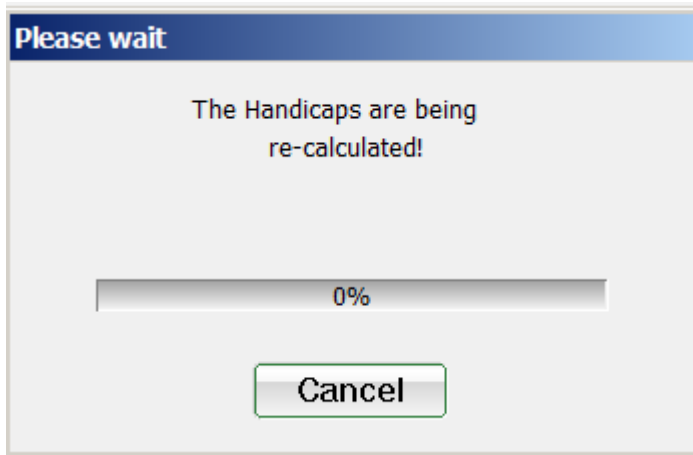 Please wait
The Handicaps are being
re-calculated!
0%
Cancel